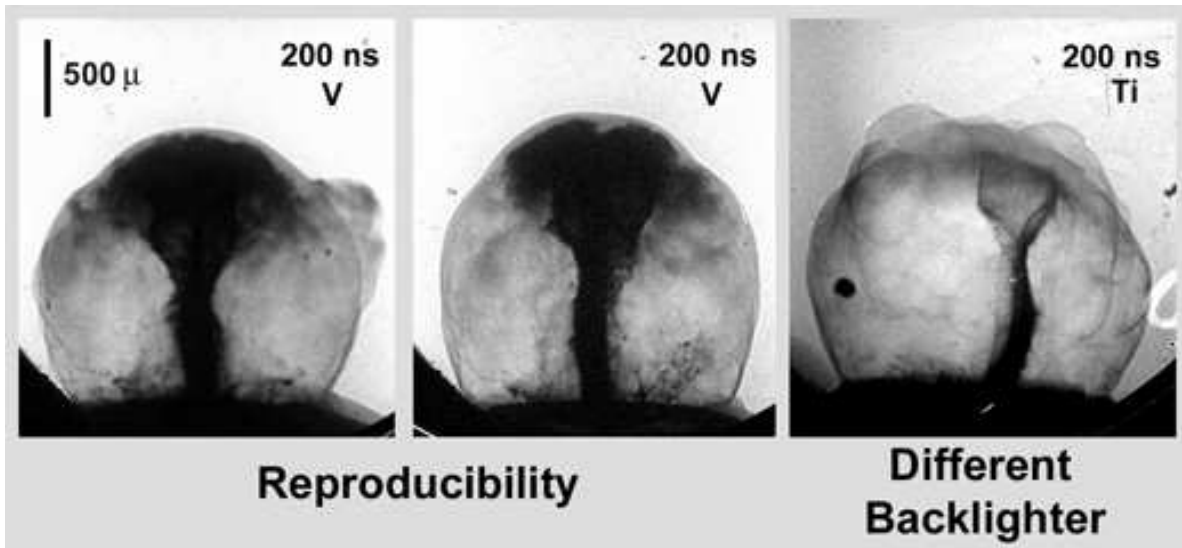 500 μ
200 ns
V
200 ns
V
200 ns
Ti
Reproducibility
Different
Backlighter